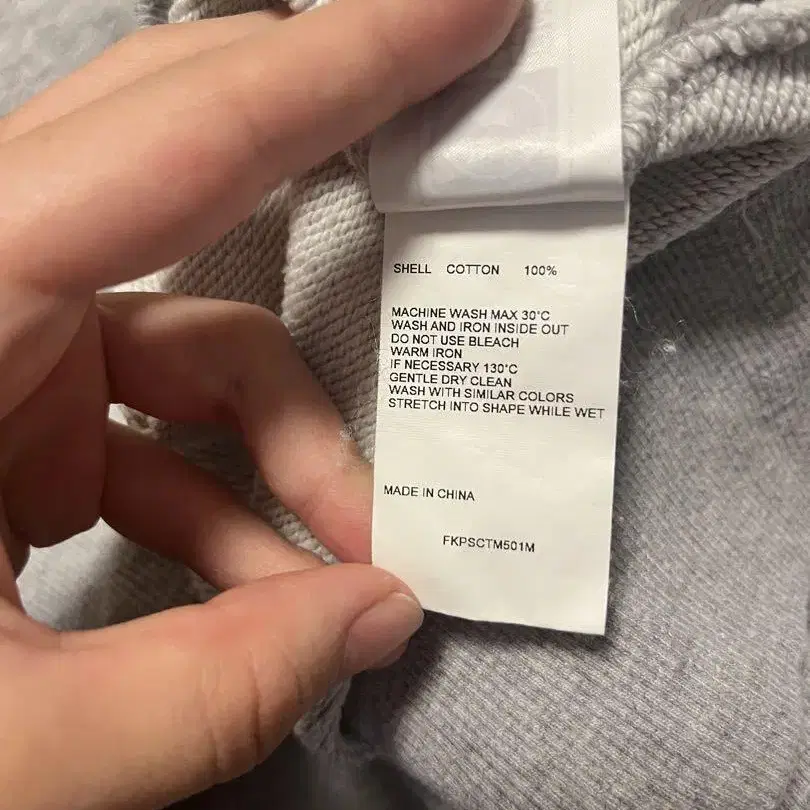 SHELL COTTON 100%
MACHINE WASH MAX 30°C
WASH AND IRON INSIDE OUT
DO NOT USE BLEACH
WARM IRON
IF NECESSARY 130°C
GENTLE DRY CLEAN
WASH WITH SIMILAR COLORS
STRETCH INTO SHAPE WHILE WET
MADE IN CHINA
FKPSCTM501M